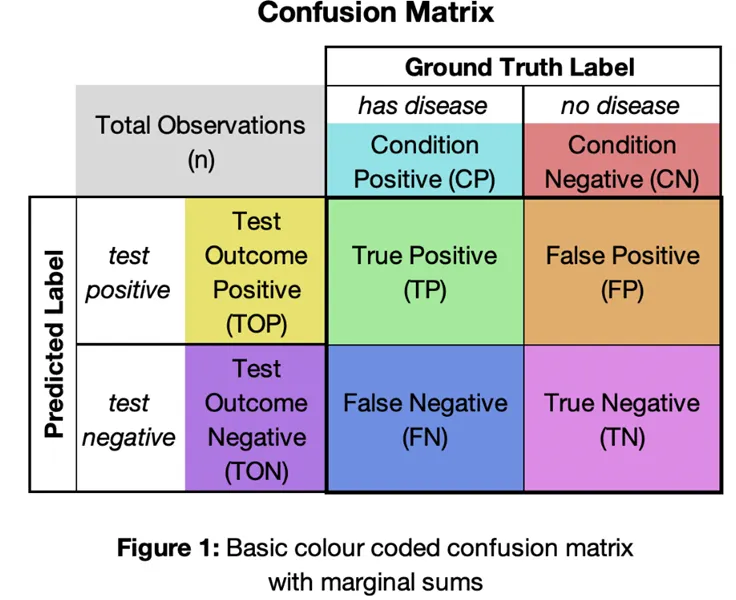 Confusion Matrix
Ground Truth Label
has disease
no disease
Total Observations
(n)
Condition
Positive (CP)
Condition
Negative (CN)
Predicted Label
test
positive
Test
Outcome
Positive
(TOP)
True Positive
(TP)
False Positive
(FP)
test
negative
Test
Outcome
Negative
(TON)
False Negative
(FN)
True Negative
(TN)
Figure 1: Basic colour coded confusion matrix
with marginal sums